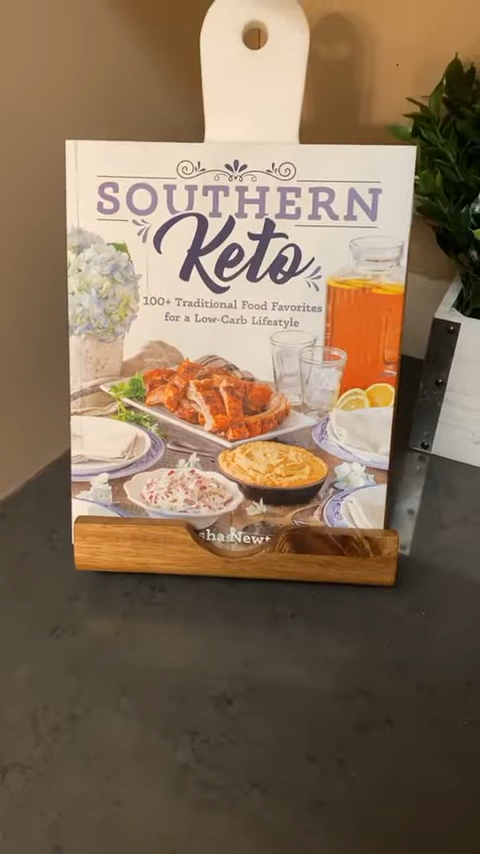 SOUTHERN
Keto
100+ Traditional Food Favorites
for a Low-Carb Lifestyle